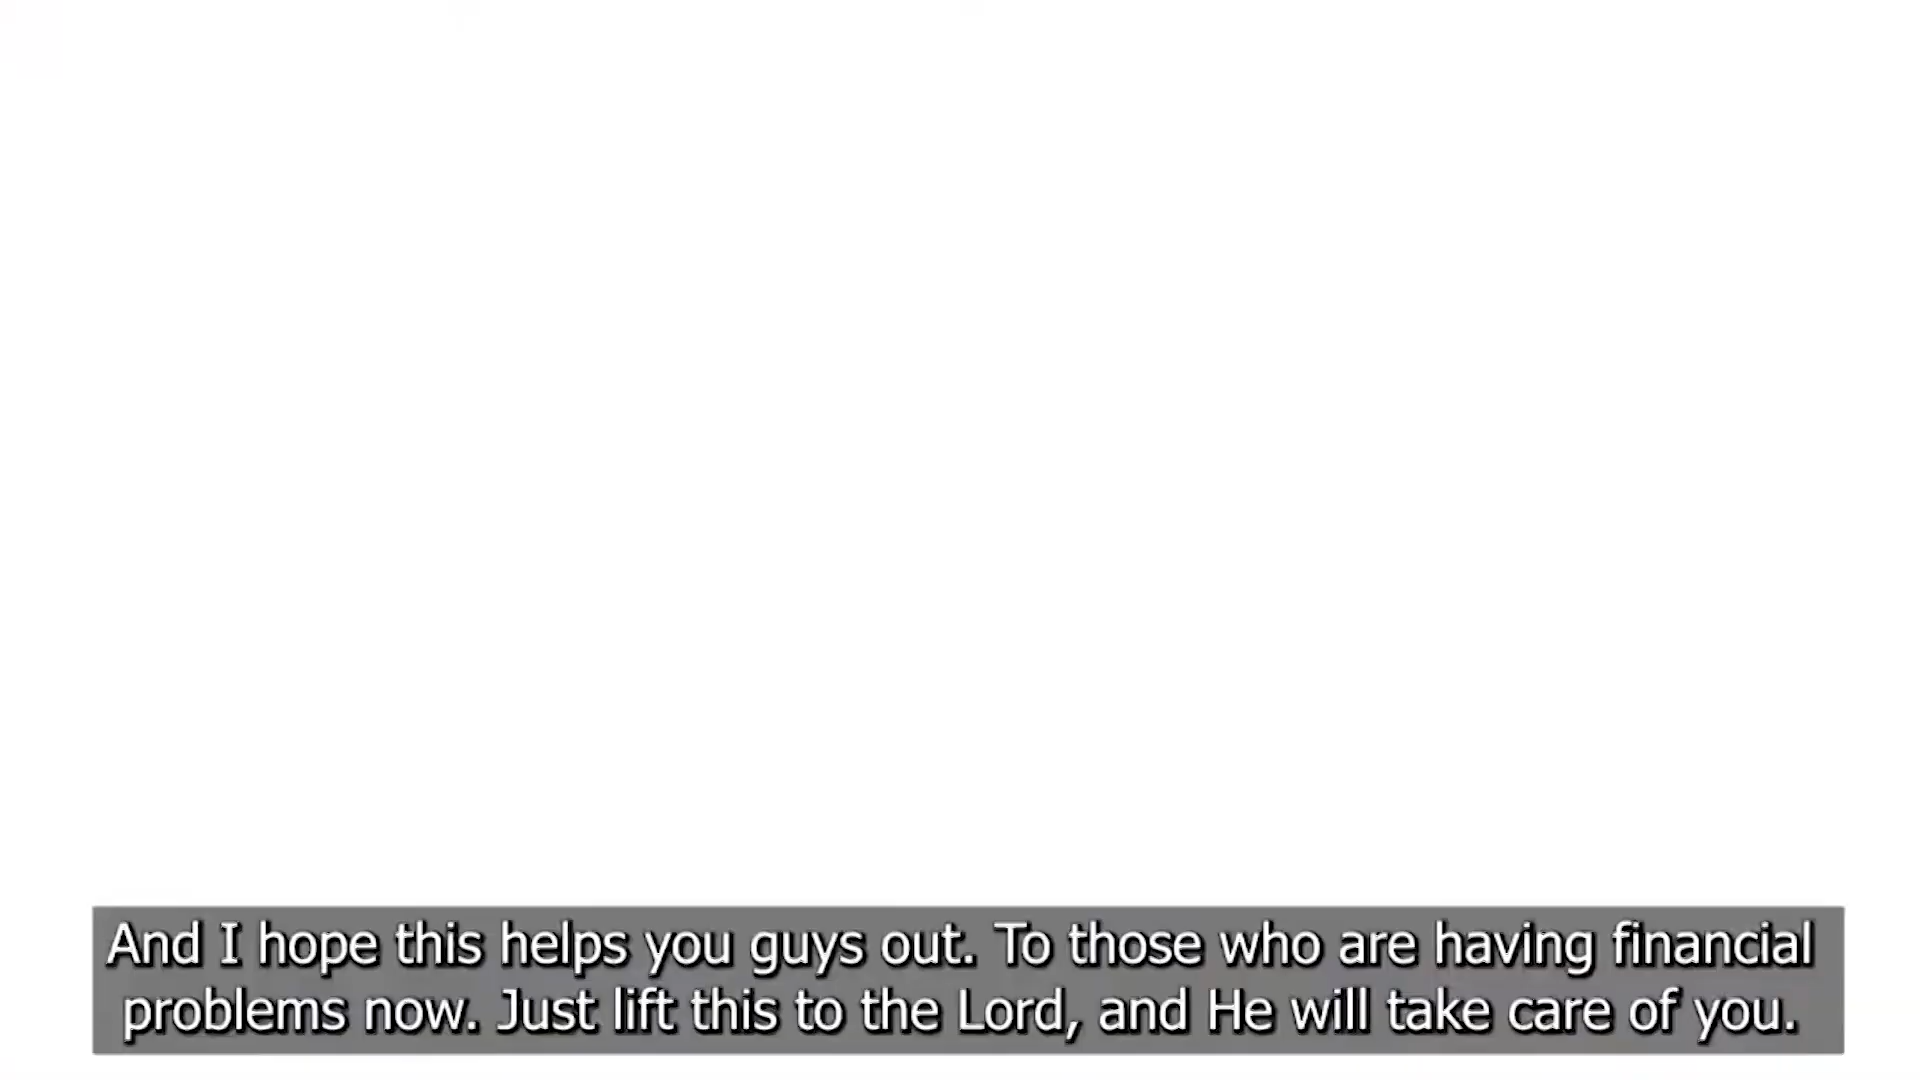 And I hope this helps you guys out. To those who are having financial
problems now. Just lift this to the Lord, and He will take care of you.